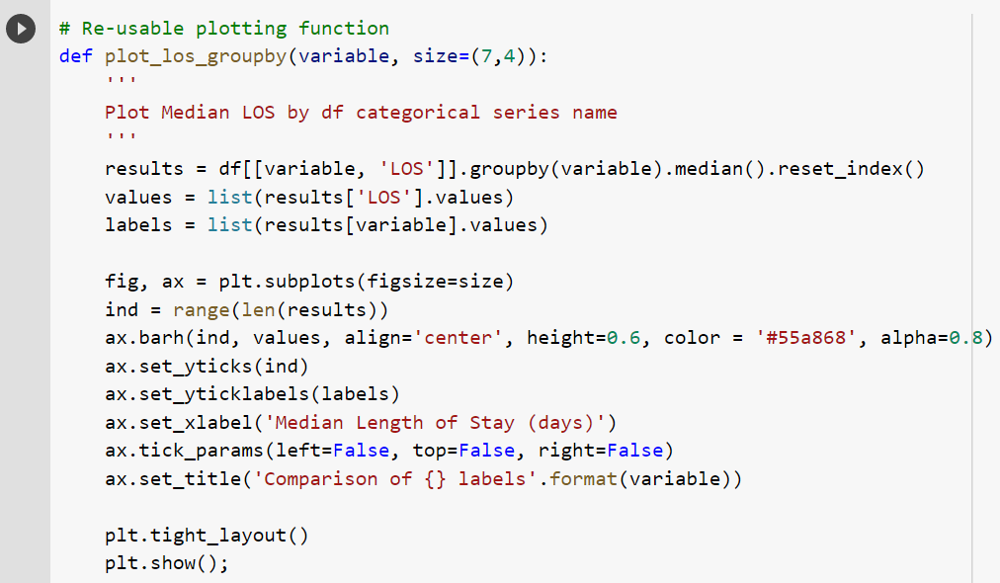 # Re-usable plotting function
def plot_los_groupby(variable, size=(7,4)):
    '''
    Plot Median LOS by df categorical series name
    '''
    results = df[[variable, 'LOS']].groupby(variable).median().reset_index()
    values = list(results['LOS'].values)
    labels = list(results[variable].values)

    fig, ax = plt.subplots(figsize=size)
    ind = range(len(results))
    ax.barh(ind, values, align='center', height=0.6, color = '#55a868', alpha=0.8)
    ax.set_yticks(ind)
    ax.set_yticklabels(labels)
    ax.set_xlabel('Median Length of Stay (days)')
    ax.tick_params(left=False, top=False, right=False)
    ax.set_title('Comparison of {} labels'.format(variable))

    plt.tight_layout()
    plt.show();